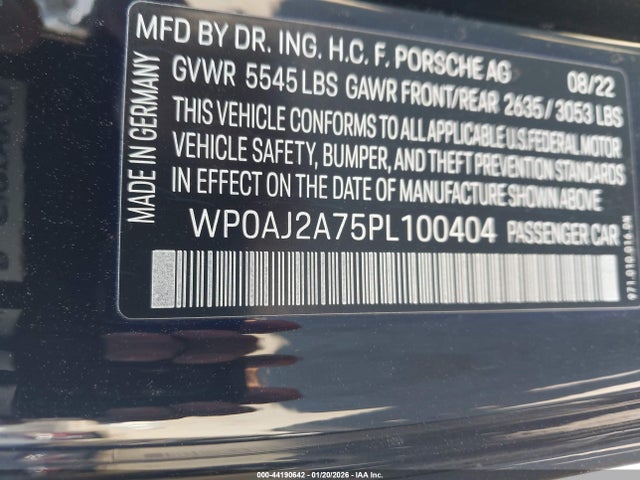 MFD BY DR. ING. H.C. F. PORSCHE AG 08/22
GVWR 5545 LBS GAWR FRONT/REAR 2635 / 3053 LBS
THIS VEHICLE CONFORMS TO ALL APPLICABLE U.S. FEDERAL MOTOR
VEHICLE SAFETY, BUMPER, AND THEFT PREVENTION STANDARDS
IN EFFECT ON THE DATE OF MANUFACTURE SHOWN ABOVE
WP0AJ2A75PL100404 PASSENGER CAR
MADE IN GERMANY
000-44190642 - 01/20/2026 - IAA Inc.